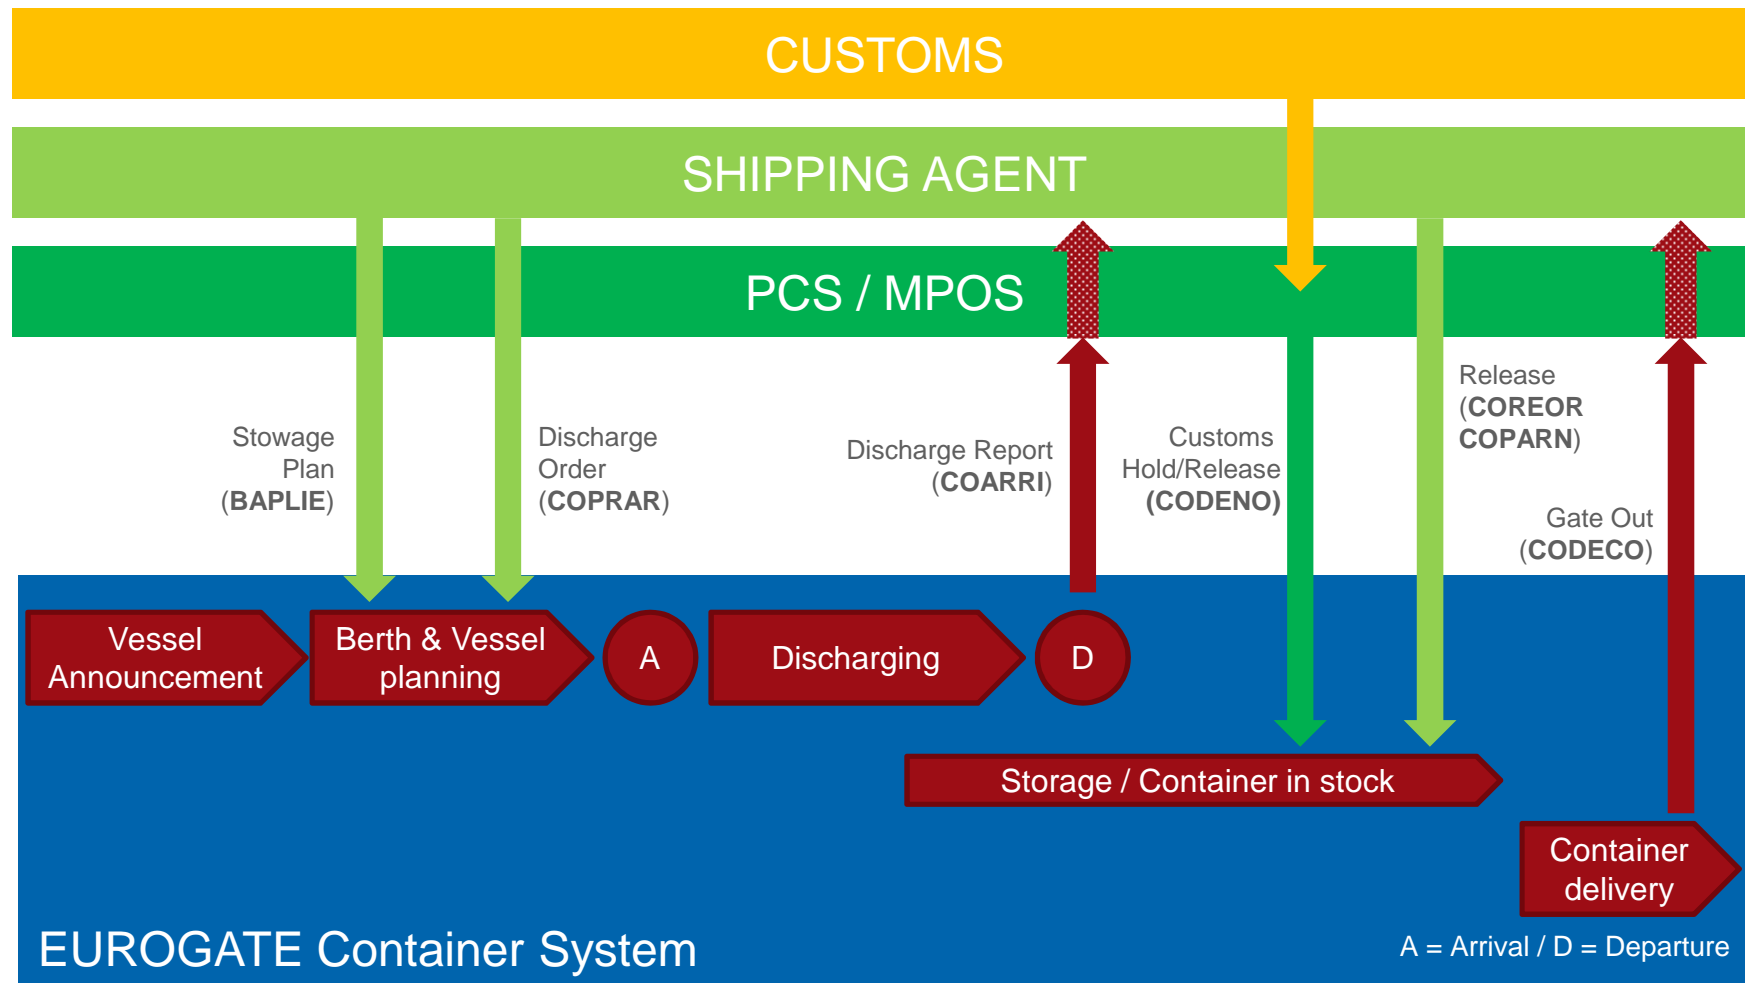 CUSTOMS
SHIPPING AGENT
PCS / MPOS
Stowage
Plan
(BAPLIE)
Discharge
Order
(COPRAR)
Discharge Report
(COARRI)
Customs
Hold/Release
(CODENO)
Release
(COREOR
COPARN)
Gate Out
(CODECO)
Vessel
Announcement
Berth & Vessel
planning
A
Discharging
D
Storage / Container in stock
Container
delivery
EUROGATE Container System
A = Arrival / D = Departure